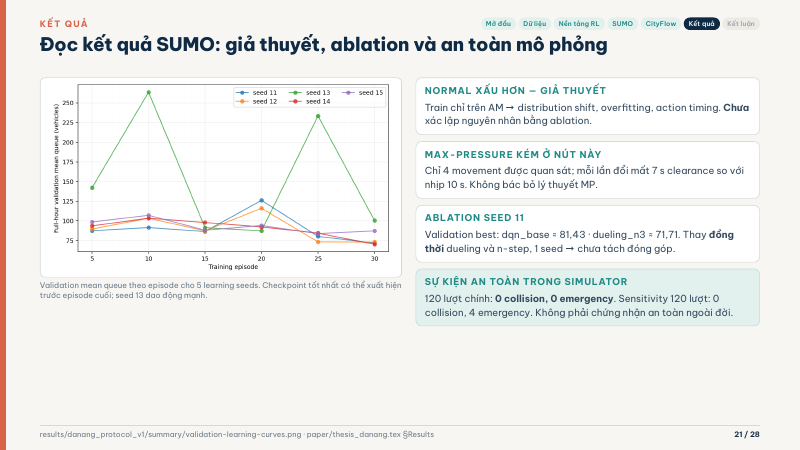 KẾT QUẢ
Mở đầu Dữ liệu Nền tảng RL SUMO CityFlow Kết quả Kết luận
Đọc kết quả SUMO: giả thuyết, ablation và an toàn mô phỏng
Full-hour validation mean queue (vehicles)
250
225
200
175
150
125
100
75
seed 11 seed 13 seed 15
seed 12 seed 14
5 10 15 20 25 30
Training episode
Validation mean queue theo episode cho 5 learning seeds. Checkpoint tốt nhất có thể xuất hiện
trước episode cuối; seed 13 dao động mạnh.
NORMAL XẤU HƠN — GIẢ THUYẾT
Train chỉ trên AM → distribution shift, overfitting, action timing. Chưa
xác lập nguyên nhân bằng ablation.
MAX-PRESSURE KÉM Ở NÚT NÀY
Chỉ 4 movement được quan sát; mỗi lần đổi mất 7 s clearance so với
nhịp 10 s. Không bác bỏ lý thuyết MP.
ABLATION SEED 11
Validation best: dqn_base ≈ 81,43 · dueling_n3 ≈ 71,71. Thay đồng
thời dueling và n-step, 1 seed → chưa tách đóng góp.
SỰ KIỆN AN TOÀN TRONG SIMULATOR
120 lượt chính: 0 collision, 0 emergency. Sensitivity 120 lượt: 0
collision, 4 emergency. Không phải chứng nhận an toàn ngoài đời.
results/danang_protocol_v1/summary/validation-learning-curves.png · paper/thesis_danang.tex §Results
21 / 28